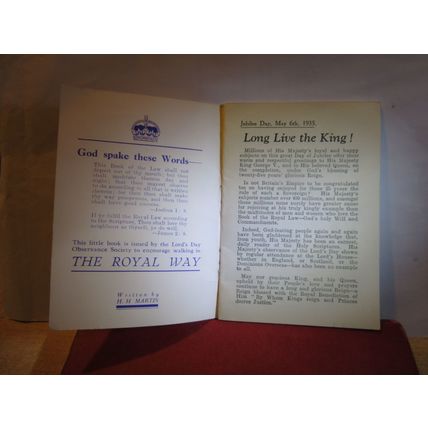 God spake these Words—
This Book of the Law shall not
depart out of thy mouth; but thou
shalt meditate therein day and
night, that thou mayest observe
to do according to all that is written
therein: for then thou shalt make
thy way prosperous, and then thou
shalt have good success.
—Joshua 1: 8.
If ye fulfil the Royal Law according
to the Scripture, Thou shalt love thy
neighbour as thyself, ye do well.
—James 2: 8.
This little book is issued by the Lord's Day
Observance Society to encourage walking in
THE ROYAL WAY
Written by
H. H. MARTIN
Jubilee Day, May 6th, 1935.
Long Live the King!
Millions of His Majesty's loyal and happy
subjects on this great Day of Jubilee offer their
warm and respectful greetings to His Majesty
King George V., and to His beloved Queen, on
the completion, under God's blessing of
twenty-five years' glorious Reign.
Is not Britain's Empire to be congratulated
too on having enjoyed for these 25 years the
rule of such a Sovereign? His Majesty's
subjects number over 400 millions, and amongst
these millions none surely have greater cause
for rejoicing at his truly kingly example than
the multitudes of men and women who love the
Book of the Royal Law—God's holy Will and
Commandments.
Indeed, God-fearing people again and again
have been gladdened at the knowledge that,
from youth, His Majesty has been an earnest,
daily reader of the Holy Scriptures. His
Majesty's observance of the Lord's Day—shown
by regular attendance at the Lord's House—
whether in England, or Scotland, or the
Dominions Overseas—has also been an example
to all.
May our gracious King, and his Queen,
upheld by their People's love and prayers
continue to have a long and glorious Reign—a
Reign blessed with the Royal Benediction of
Him "By Whom Kings reign and Princes
decree Justice."